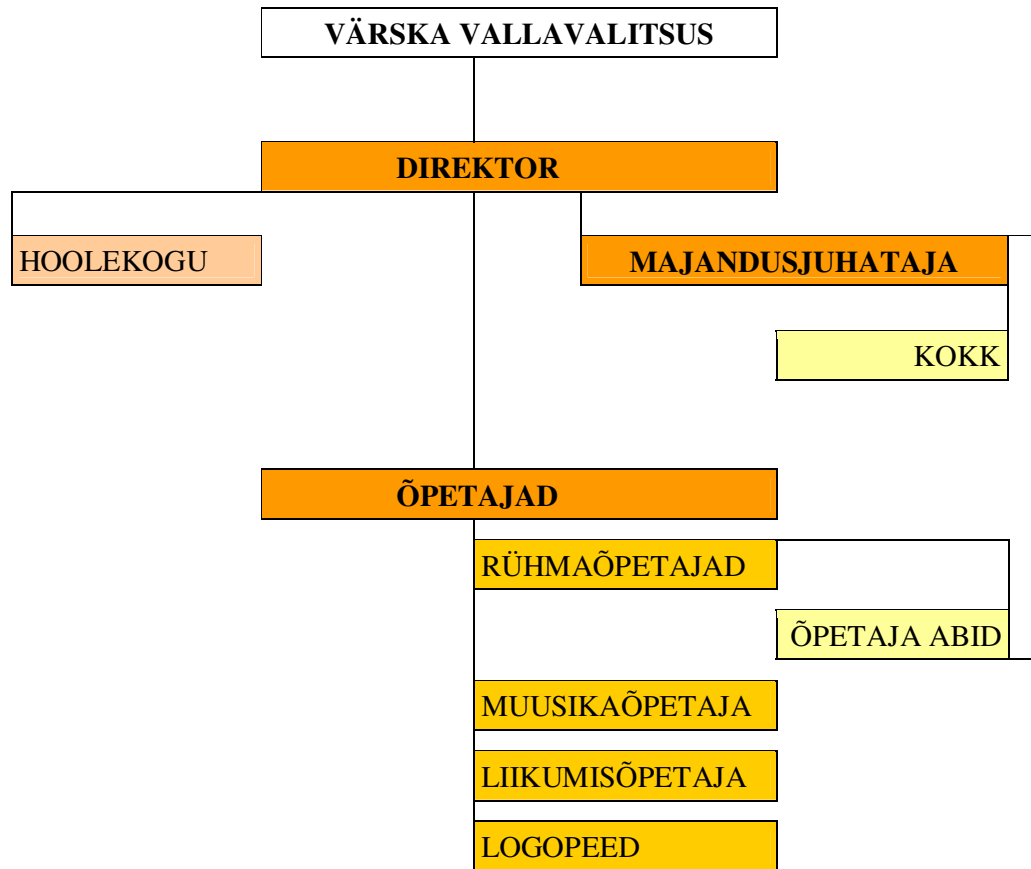 VÄRSKA VALLAVALITSUS
DIREKTOR
HOOLEKOGU
MAJANDUSJUHATAJA
KOKK
ÕPETAJAD
RÜHMAÕPETAJAD
ÕPETAJA ABID
MUUSIKAÕPETAJA
LIIKUMISÕPETAJA
LOGOPEED